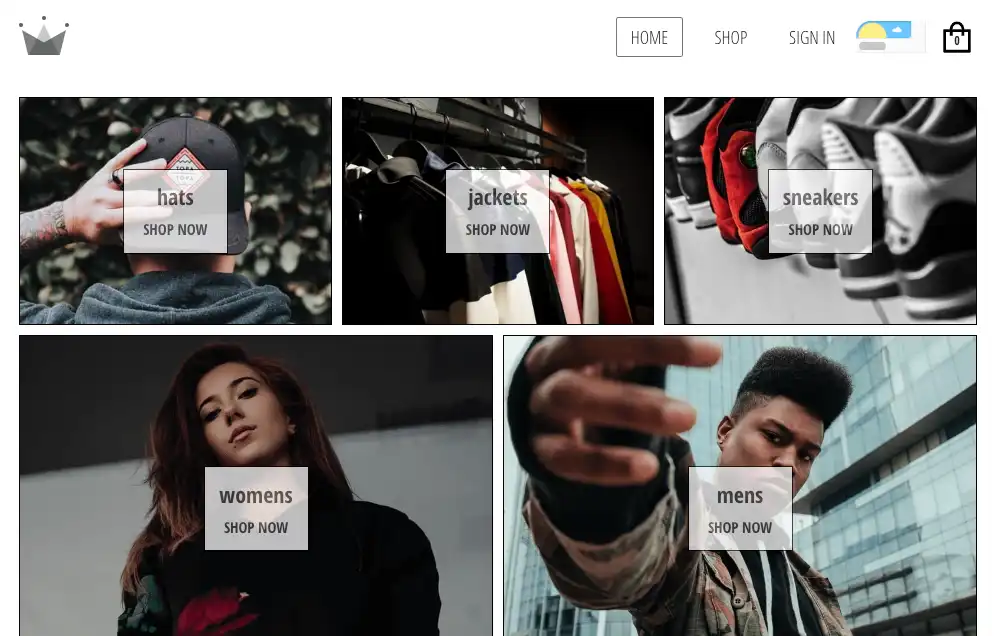 HOME
SHOP
SIGN IN
0
hats
SHOP NOW
jackets
SHOP NOW
sneakers
SHOP NOW
womens
SHOP NOW
mens
SHOP NOW